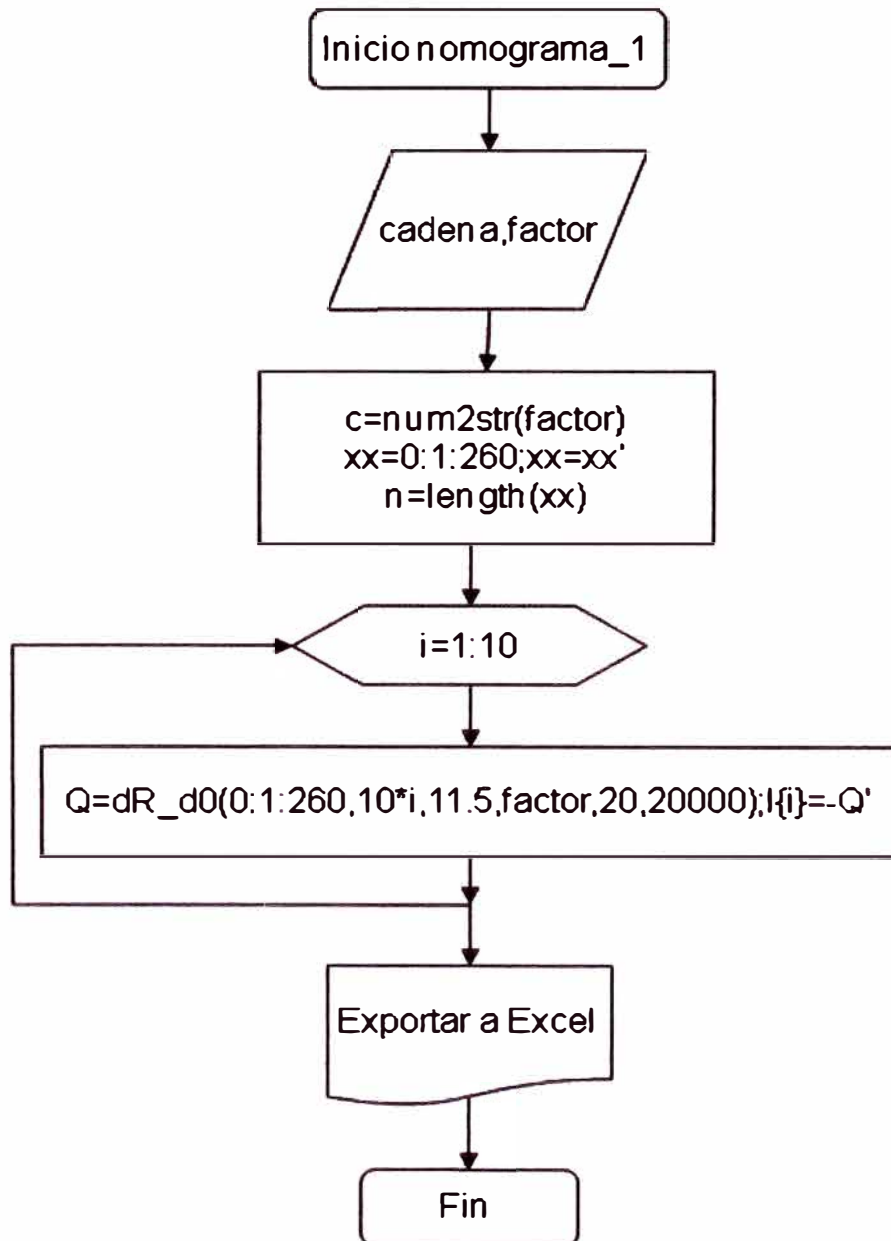 Inicio nomograma_1
cadena,factor
c=num2str(factor)
xx=0:1:260;xx=xx'
n=length(xx)
i=1:10
Q=dR_d0(0:1:260,10*i,11.5,factor,20,20000);I{i}=-Q'
Exportar a Excel
Fin